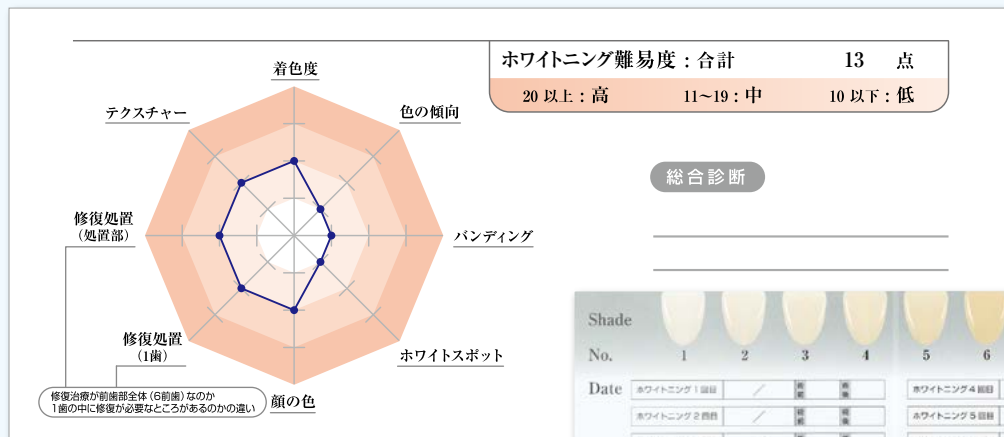 ホワイトニング難易度：合計 13 点
20 以上：高 11〜19：中 10 以下：低
着色度
テクスチャー
色の傾向
修復処置
（処置部）
バンディング
修復処置
（1歯）
ホワイトスポット
顔の色
修復治療が前歯部全体（6前歯）なのか
1歯の中に修復が必要なところがあるのかの違い
総合診断
Shade
No. 1 2 3 4 5 6
Date ホワイトニング1回目 ／ 術前 術後 ホワイトニング4回目
ホワイトニング2回目 ／ 術前 術後 ホワイトニング5回目